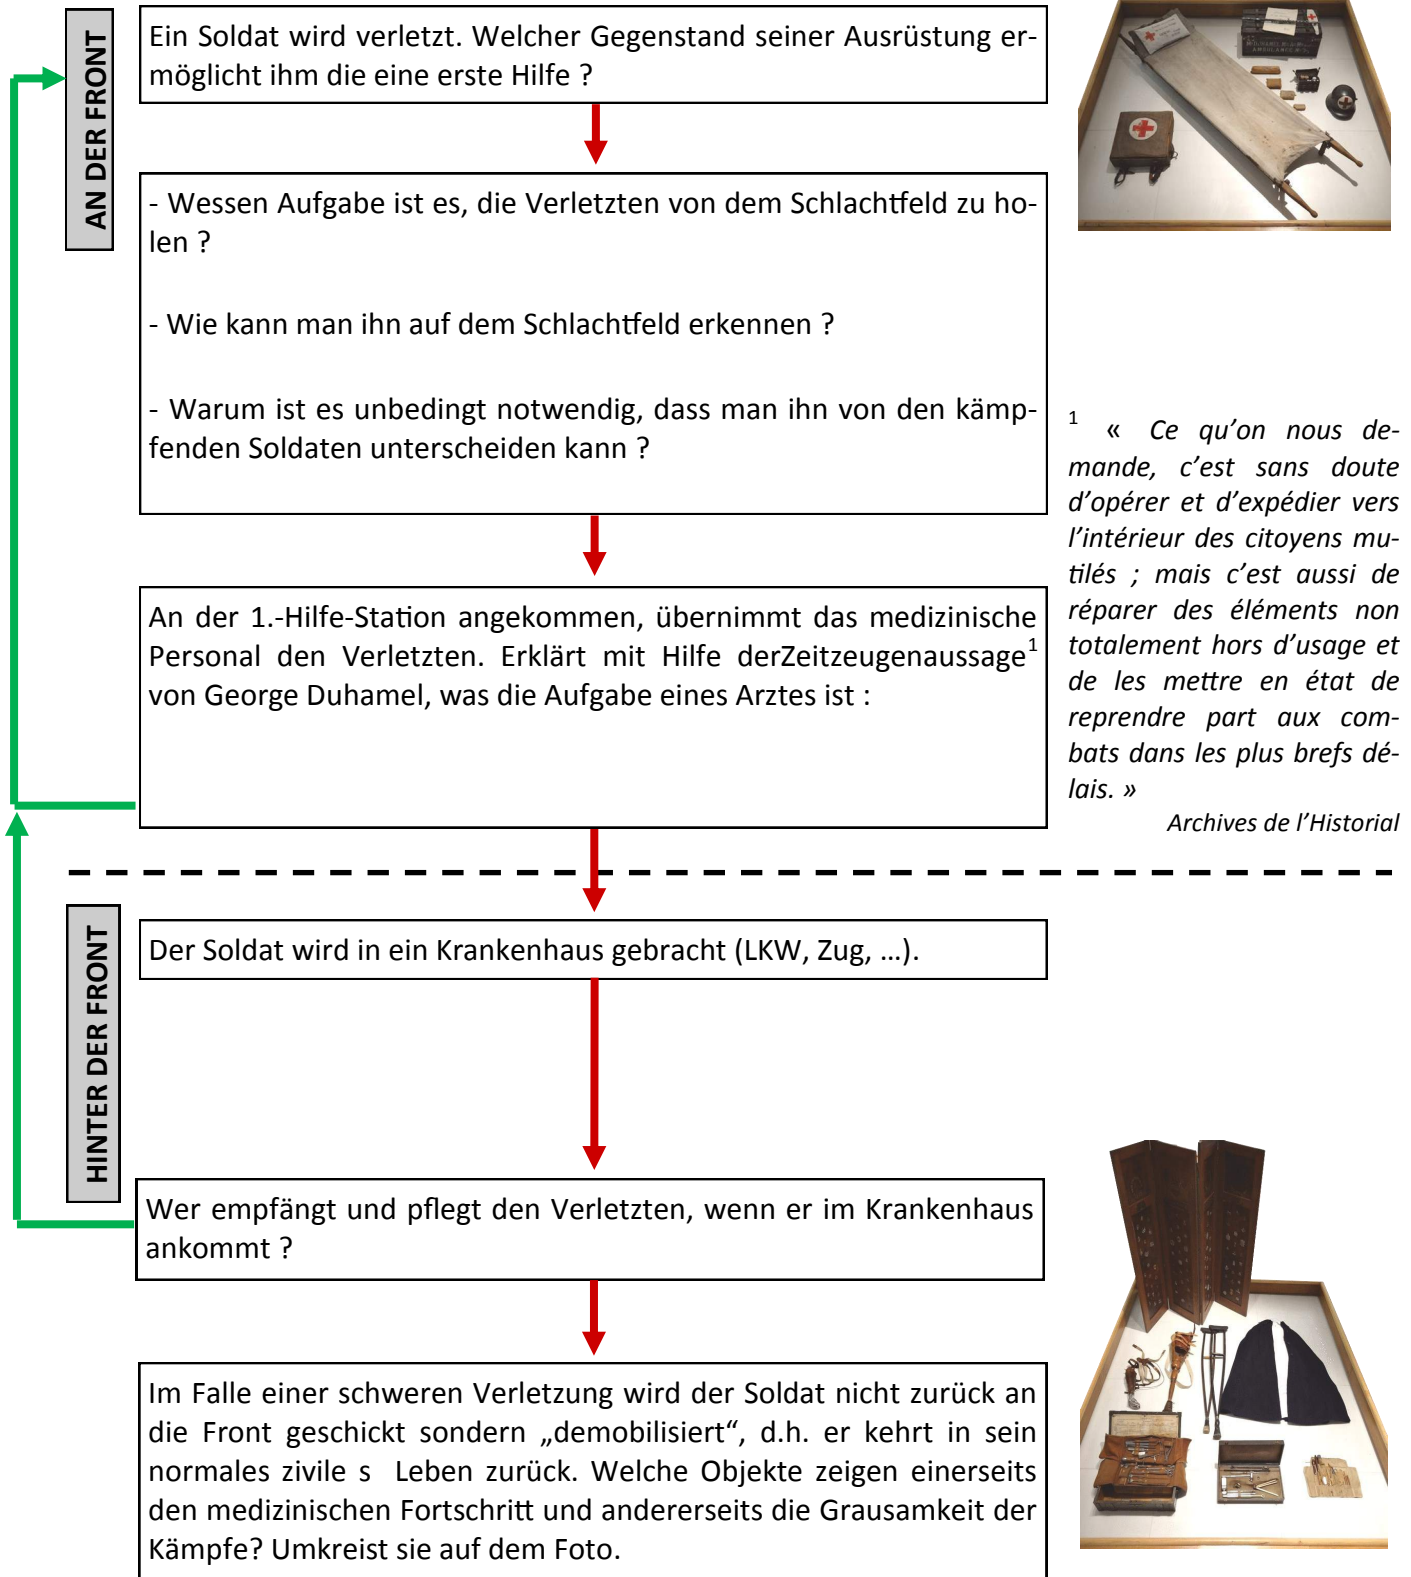 AN DER FRONT
Ein Soldat wird verletzt. Welcher Gegenstand seiner Ausrüstung er-
möglicht ihm die eine erste Hilfe ?
- Wessen Aufgabe ist es, die Verletzten von dem Schlachtfeld zu ho-
len ?
- Wie kann man ihn auf dem Schlachtfeld erkennen ?
- Warum ist es unbedingt notwendig, dass man ihn von den kämp-
fenden Soldaten unterscheiden kann ?
An der 1.-Hilfe-Station angekommen, übernimmt das medizinische
Personal den Verletzten. Erklärt mit Hilfe derZeitzeugenaussage1
von George Duhamel, was die Aufgabe eines Arztes ist :
1 « Ce qu'on nous de-
mande, c'est sans doute
d'opérer et d'expédier vers
l'intérieur des citoyens mu-
tilés ; mais c'est aussi de
réparer des éléments non
totalement hors d'usage et
de les mettre en état de
reprendre part aux com-
bats dans les plus brefs dé-
lais. »
Archives de l'Historial
HINTER DER FRONT
Der Soldat wird in ein Krankenhaus gebracht (LKW, Zug, ...).
Wer empfängt und pflegt den Verletzten, wenn er im Krankenhaus
ankommt ?
Im Falle einer schweren Verletzung wird der Soldat nicht zurück an
die Front geschickt sondern „demobilisiert“, d.h. er kehrt in sein
normales zivile s Leben zurück. Welche Objekte zeigen einerseits
den medizinischen Fortschritt und andererseits die Grausamkeit der
Kämpfe? Umkreist sie auf dem Foto.